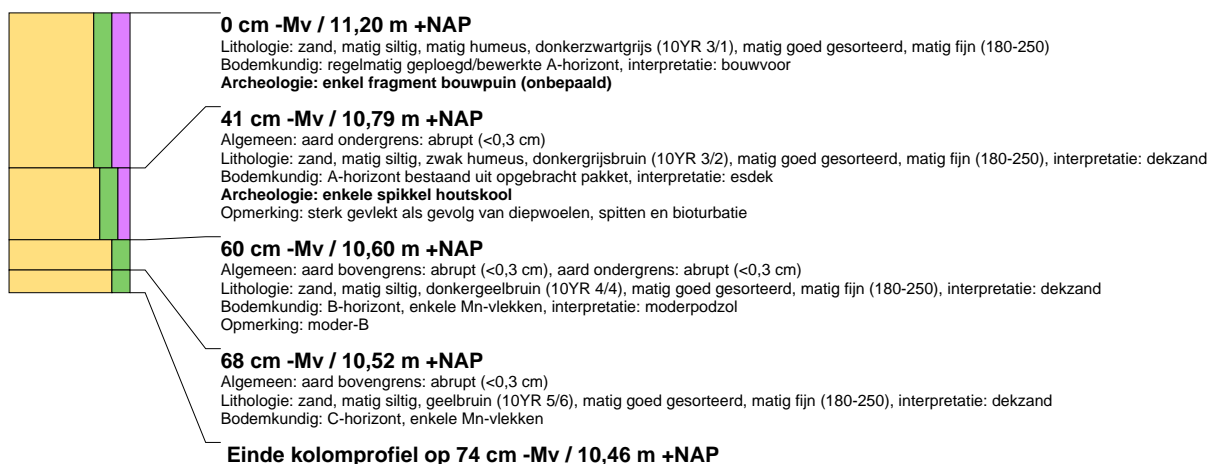 0 cm -Mv / 11,20 m +NAP
Lithologie: zand, matig siltig, matig humeus, donkerzwartgrijs (10YR 3/1), matig goed gesorteerd, matig fijn (180-250)
Bodemkundig: regelmatig geploegd/bewerkte A-horizont, interpretatie: bouwvoor
Archeologie: enkel fragment bouwpuin (onbepaald)
41 cm -Mv / 10,79 m +NAP
Algemeen: aard ondergrens: abrupt (<0,3 cm)
Lithologie: zand, matig siltig, zwak humeus, donkergrijsbruin (10YR 3/2), matig goed gesorteerd, matig fijn (180-250), interpretatie: dekzand
Bodemkundig: A-horizont bestaand uit opgebracht pakket, interpretatie: esdek
Archeologie: enkele spikkel houtskool
Opmerking: sterk gevlekt als gevolg van diepwoelen, spitten en bioturbatie
60 cm -Mv / 10,60 m +NAP
Algemeen: aard bovengrens: abrupt (<0,3 cm), aard ondergrens: abrupt (<0,3 cm)
Lithologie: zand, matig siltig, donkergeelbruin (10YR 4/4), matig goed gesorteerd, matig fijn (180-250), interpretatie: dekzand
Bodemkundig: B-horizont, enkele Mn-vlekken, interpretatie: moderpodzol
Opmerking: moder-B
68 cm -Mv / 10,52 m +NAP
Algemeen: aard bovengrens: abrupt (<0,3 cm)
Lithologie: zand, matig siltig, geelbruin (10YR 5/6), matig goed gesorteerd, matig fijn (180-250), interpretatie: dekzand
Bodemkundig: C-horizont, enkele Mn-vlekken
Einde kolomprofiel op 74 cm -Mv / 10,46 m +NAP